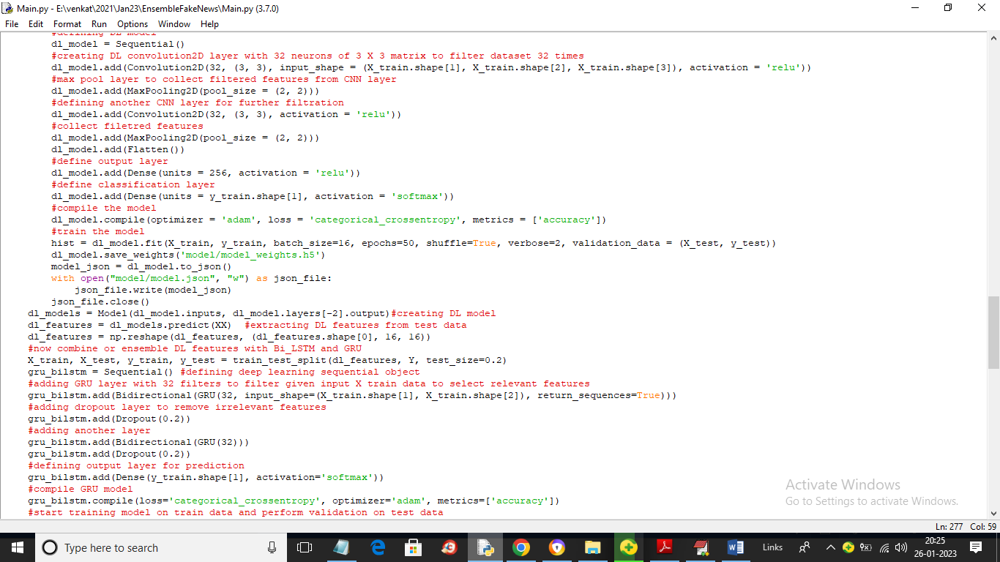 Main.py - E:\venkat\2021\Jan23\EnsembleFakeNews\Main.py (3.7.0)
File Edit Format Run Options Window Help
#defining DL model
dl_model = Sequential()
#creating DL convolution2D layer with 32 neurons of 3 X 3 matrix to filter dataset 32 times
dl_model.add(Convolution2D(32, (3, 3), input_shape = (X_train.shape[1], X_train.shape[2], X_train.shape[3]), activation = 'relu'))
#max pool layer to collect filtered features from CNN layer
dl_model.add(MaxPooling2D(pool_size = (2, 2)))
#defining another CNN layer for further filtration
dl_model.add(Convolution2D(32, (3, 3), activation = 'relu'))
#collect filetred features
dl_model.add(MaxPooling2D(pool_size = (2, 2)))
dl_model.add(Flatten())
#define output layer
dl_model.add(Dense(units = 256, activation = 'relu'))
#define classification layer
dl_model.add(Dense(units = y_train.shape[1], activation = 'softmax'))
#compile the model
dl_model.compile(optimizer = 'adam', loss = 'categorical_crossentropy', metrics = ['accuracy'])
#train the model
hist = dl_model.fit(X_train, y_train, batch_size=16, epochs=50, shuffle=True, verbose=2, validation_data = (X_test, y_test))
dl_model.save_weights('model/model_weights.h5')
model_json = dl_model.to_json()
with open("model/model.json", "w") as json_file:
json_file.write(model_json)
json_file.close()
dl_models = Model(dl_model.inputs, dl_model.layers[-2].output)#creating DL model
dl_features = dl_models.predict(XX)  #extracting DL features from test data
dl_features = np.reshape(dl_features, (dl_features.shape[0], 16, 16))
#now combine or ensemble DL features with Bi_LSTM and GRU
X_train, X_test, y_train, y_test = train_test_split(dl_features, Y, test_size=0.2)
gru_bilstm = Sequential() #defining deep learning sequential object
#adding GRU layer with 32 filters to filter given input X train data to select relevant features
gru_bilstm.add(Bidirectional(GRU(32, input_shape=(X_train.shape[1], X_train.shape[2]), return_sequences=True)))
#adding dropout layer to remove irrelevant features
gru_bilstm.add(Dropout(0.2))
#adding another layer
gru_bilstm.add(Bidirectional(GRU(32)))
gru_bilstm.add(Dropout(0.2))
#defining output layer for prediction
gru_bilstm.add(Dense(y_train.shape[1], activation='softmax'))
#compile GRU model
gru_bilstm.compile(loss='categorical_crossentropy', optimizer='adam', metrics=['accuracy'])
#start training model on train data and perform validation on test data
Activate Windows
Go to Settings to activate Windows.
Ln: 277 Col: 59
Type here to search
Links
20:25
26-01-2023